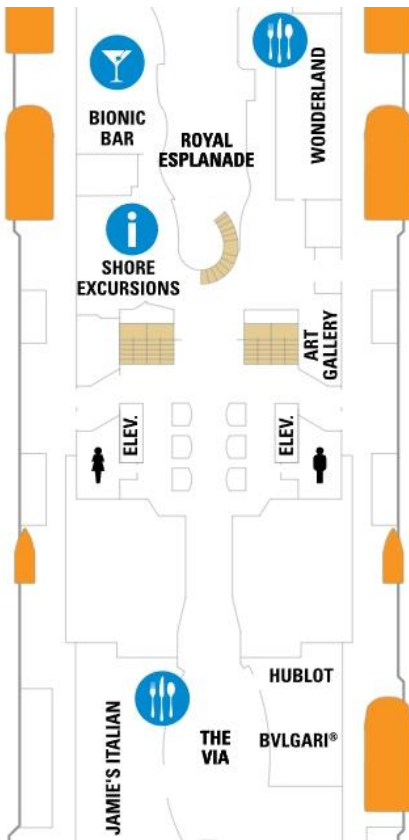 BIONIC
BAR
ROYAL
ESPLANADE
WONDERLAND
i
SHORE
EXCURSIONS
ART
GALLERY
ELEV.
ELEV.
HUBLOT
JAMIE'S ITALIAN
THE
VIA
BVLGARI®